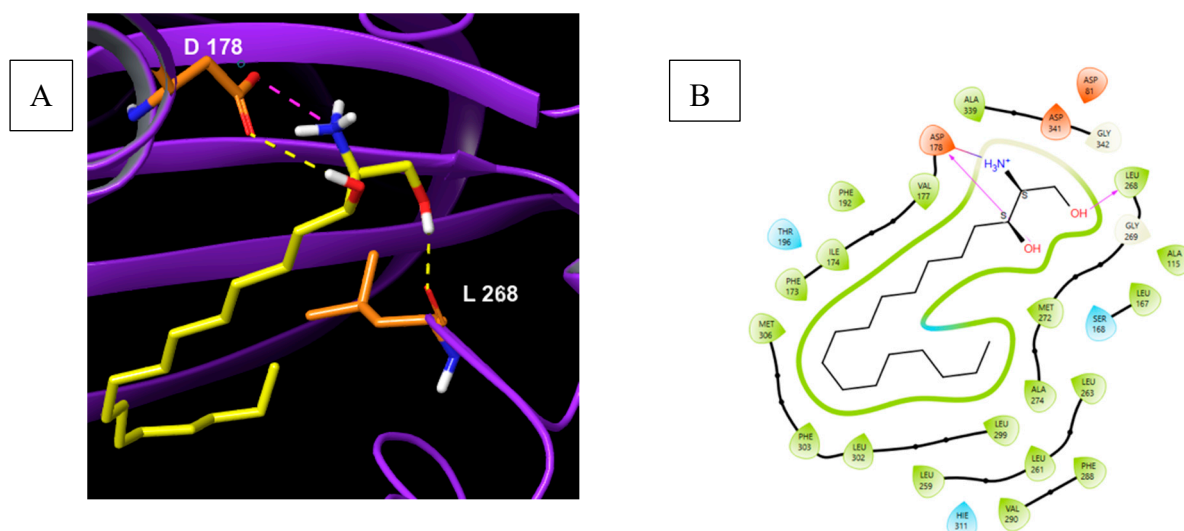 A
D 178
L 268
B
ASP
81
ALA
339
ASP
341
GLY
342
ASP
178
H₃N⁺
LEU
268
PHE
192
VAL
177
S
OH
S
OH
GLY
269
THR
196
ILE
174
ALA
115
PHE
173
MET
272
LEU
167
SER
168
MET
306
ALA
274
LEU
263
PHE
303
LEU
302
LEU
299
LEU
261
PHE
288
LEU
259
VAL
290
HIE
311